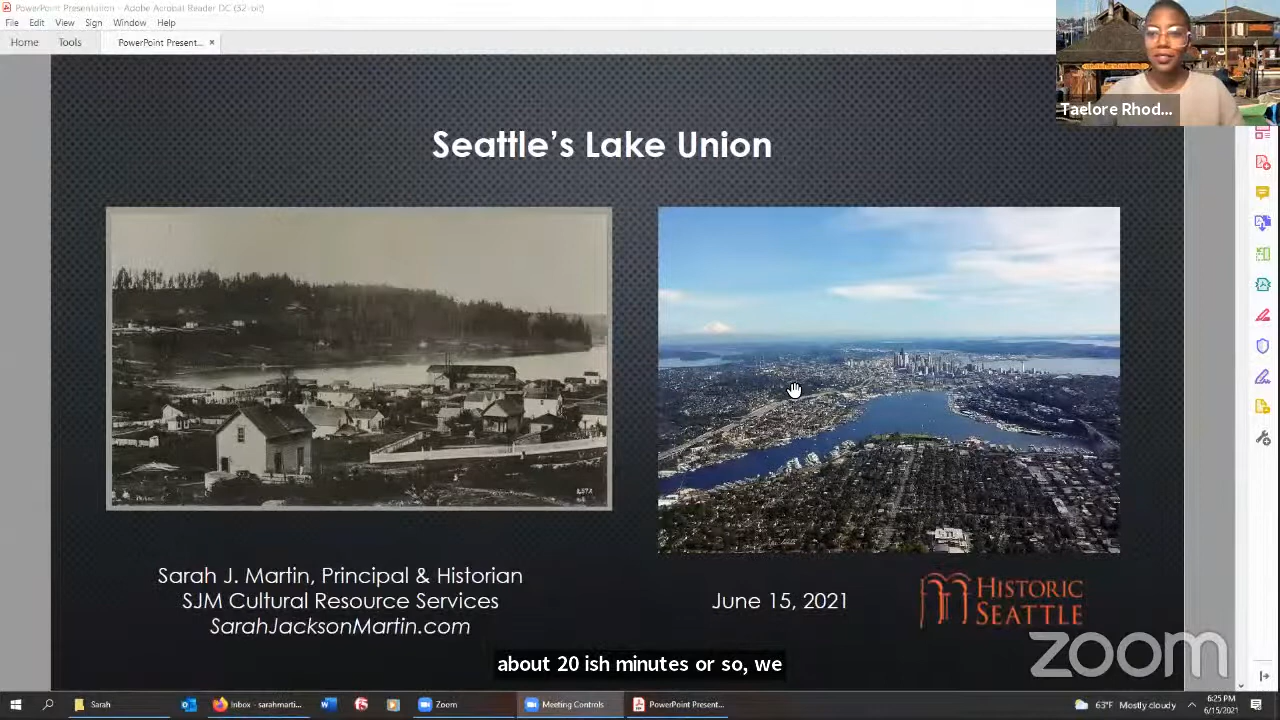 PowerPoint Presentation - Adobe Acrobat Reader DC (32-bit)
File Edit View Sign Window Help
Home Tools PowerPoint Present... ×
Taelore Rhod...
Seattle's Lake Union
Sarah J. Martin, Principal & Historian
SJM Cultural Resource Services
SarahJacksonMartin.com
June 15, 2021
HISTORIC
SEATTLE
about 20 ish minutes or so, we
zoom
Sarah
Inbox - sarahmarti...
Zoom
Meeting Controls
PowerPoint Present...
63°F Mostly cloudy
6:25 PM
6/15/2021